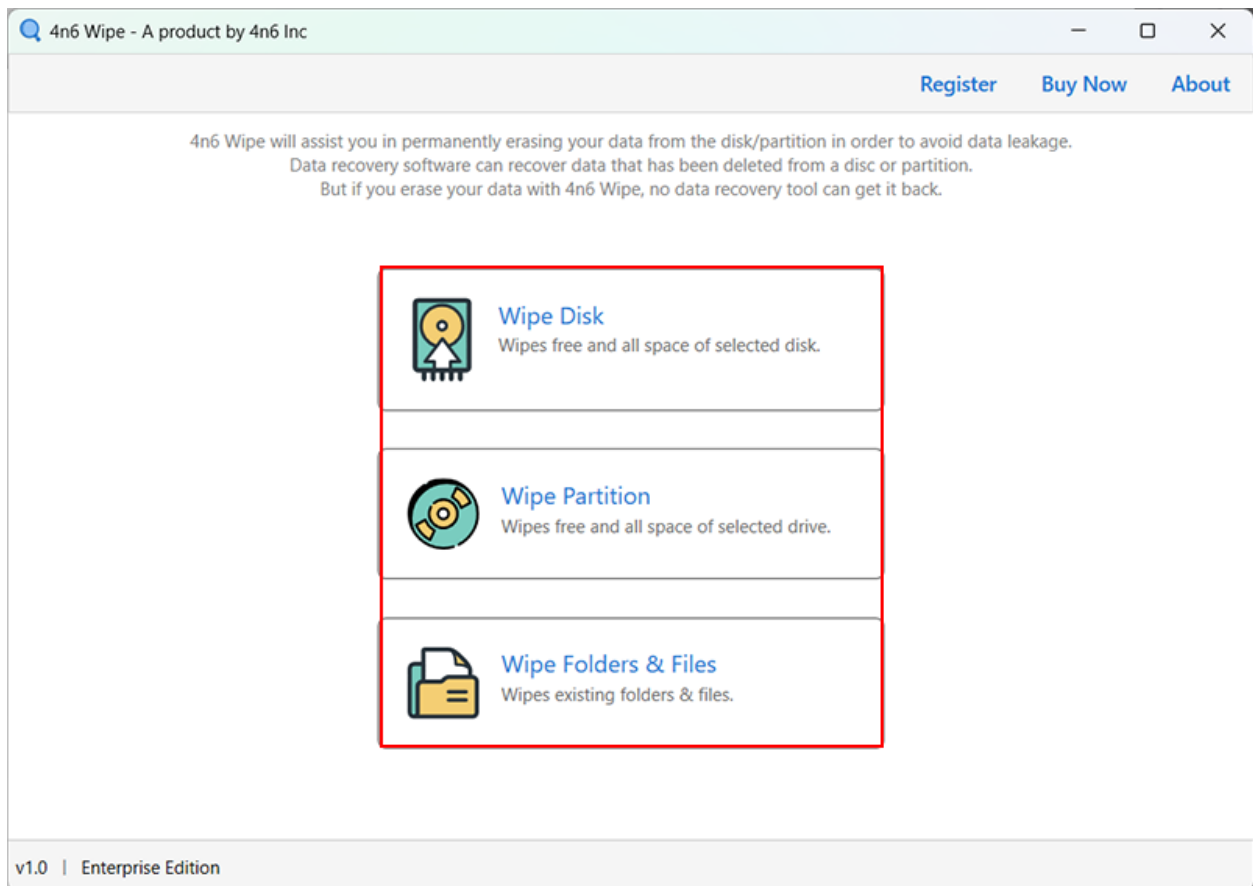 4n6 Wipe - A product by 4n6 Inc
Register Buy Now About
4n6 Wipe will assist you in permanently erasing your data from the disk/partition in order to avoid data leakage.
Data recovery software can recover data that has been deleted from a disc or partition.
But if you erase your data with 4n6 Wipe, no data recovery tool can get it back.
Wipe Disk
Wipes free and all space of selected disk.
Wipe Partition
Wipes free and all space of selected drive.
Wipe Folders & Files
Wipes existing folders & files.
v1.0 | Enterprise Edition